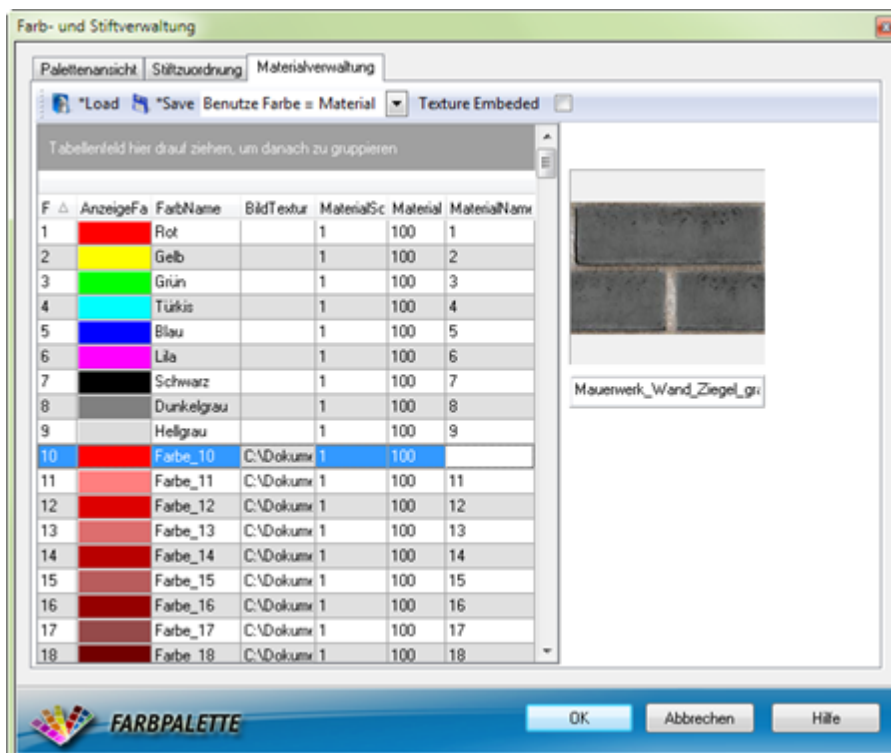 Farb- und Stiftverwaltung
Palettenansicht Stiftzuordnung Materialverwaltung
*Load *Save Benutze Farbe = Material Texture Embeded
Tabellenfeld hier drauf ziehen, um danach zu gruppieren
F AnzeigeFa FarbName BildTextur MaterialSc Material MaterialName
1 Rot 1 100 1
2 Gelb 1 100 2
3 Grün 1 100 3
4 Türkis 1 100 4
5 Blau 1 100 5
6 Lila 1 100 6
7 Schwarz 1 100 7
8 Dunkelgrau 1 100 8
9 Hellgrau 1 100 9
10 Farbe_10 C:\Dokume 1 100
11 Farbe_11 C:\Dokume 1 100 11
12 Farbe_12 C:\Dokume 1 100 12
13 Farbe_13 C:\Dokume 1 100 13
14 Farbe_14 C:\Dokume 1 100 14
15 Farbe_15 C:\Dokume 1 100 15
16 Farbe_16 C:\Dokume 1 100 16
17 Farbe_17 C:\Dokume 1 100 17
18 Farbe_18 C:\Dokume 1 100 18
Mauerwerk_Wand_Ziegel_gra
FARBPALETTE
OK Abbrechen Hilfe